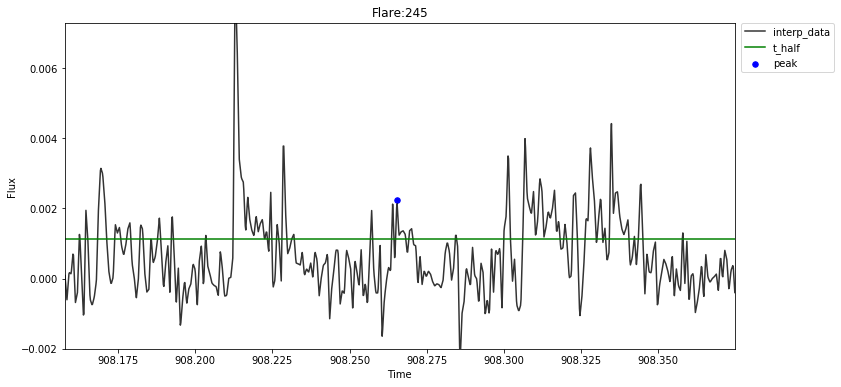 Flare:245
interp_data
t_half
peak
Flux
0.006
0.004
0.002
0.000
−0.002
908.175
908.200
908.225
908.250
908.275
908.300
908.325
908.350
Time